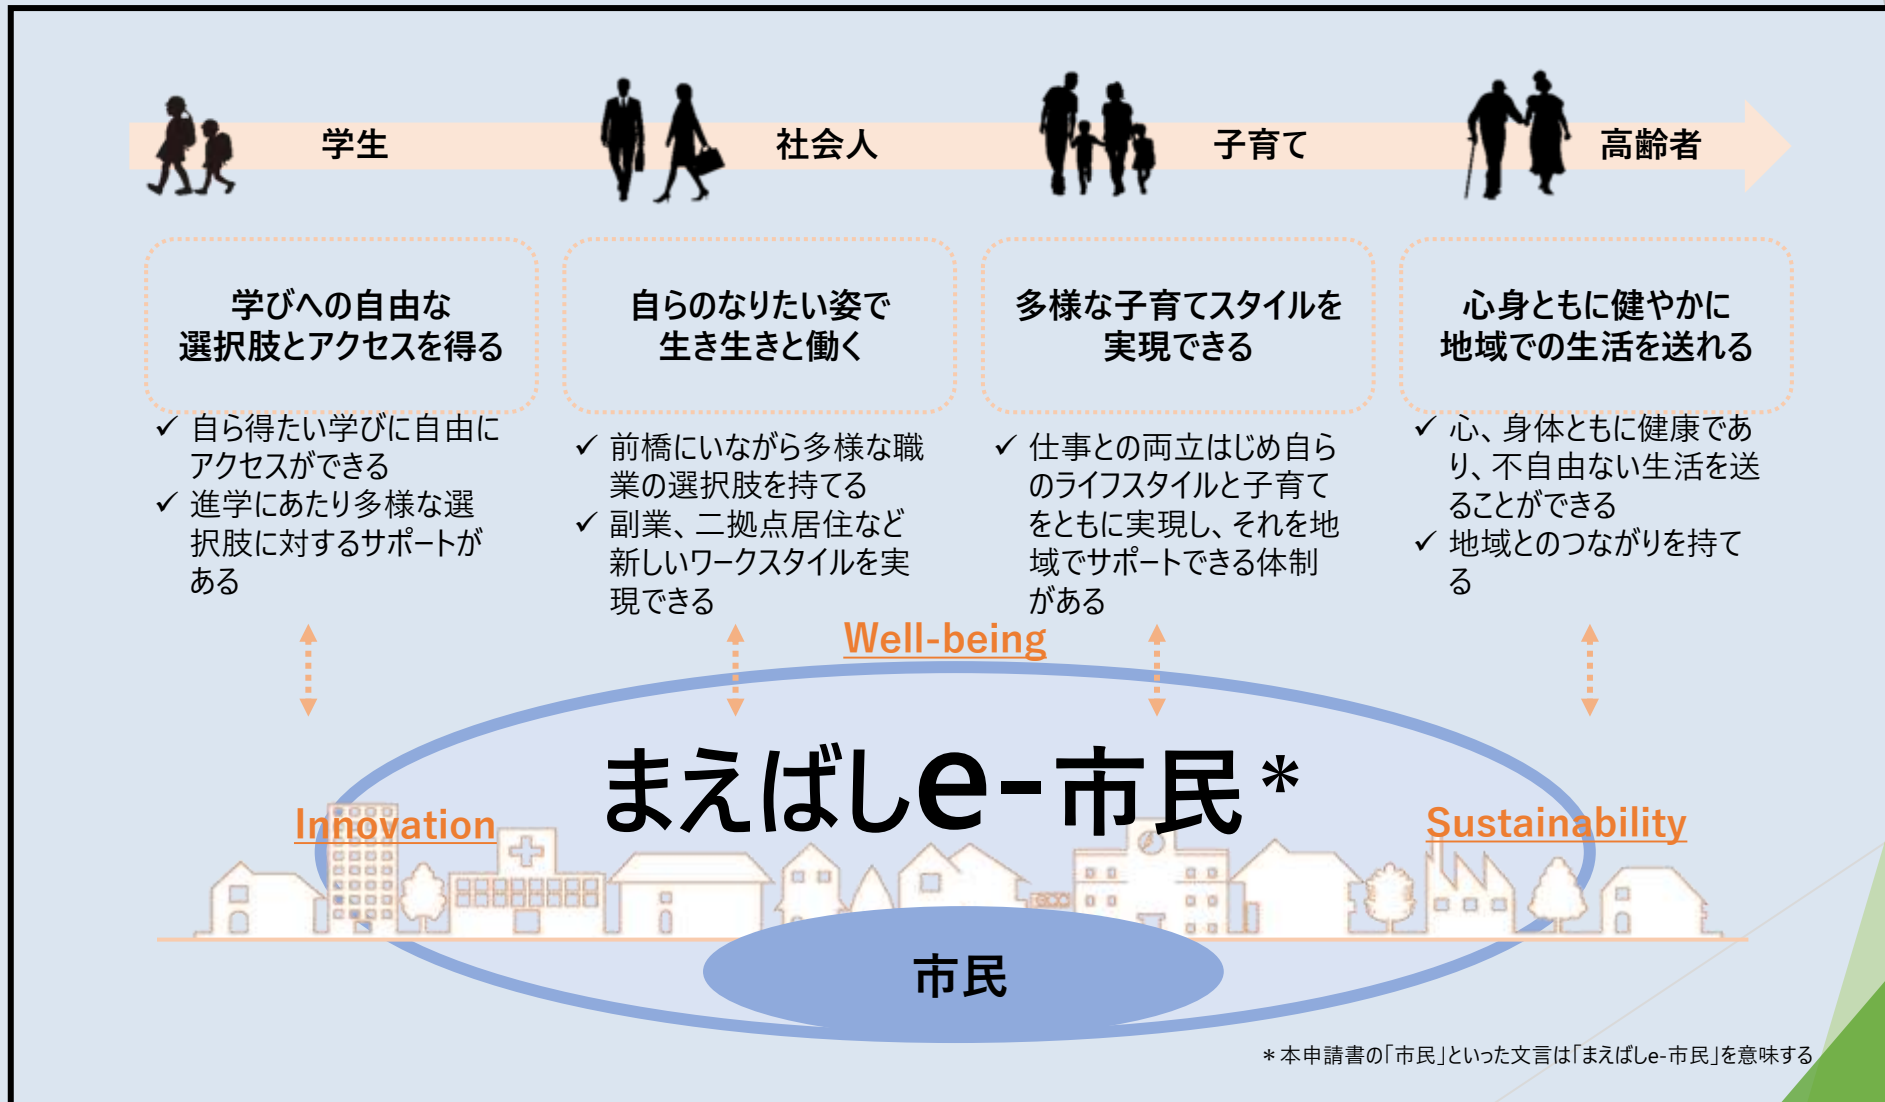 学生
社会人
子育て
高齢者
学びへの自由な
選択肢とアクセスを得る
自らのなりたい姿で
生き生きと働く
多様な子育てスタイルを
実現できる
心身ともに健やかに
地域での生活を送れる
✓ 自ら得たい学びに自由に
アクセスができる
✓ 進学にあたり多様な選
択肢に対するサポートが
ある
✓ 前橋にいながら多様な職
業の選択肢を持てる
✓ 副業、二拠点居住など
新しいワークスタイルを実
現できる
✓ 仕事との両立はじめ自ら
のライフスタイルと子育て
をともに実現し、それを地
域でサポートできる体制
がある
✓ 心、身体ともに健康であ
り、不自由ない生活を送
ることができる
✓ 地域とのつながりを持て
る
Well-being
まえばしe-市民*
Innovation
Sustainability
市民
*本申請書の「市民」といった文言は「まえばしe-市民」を意味する